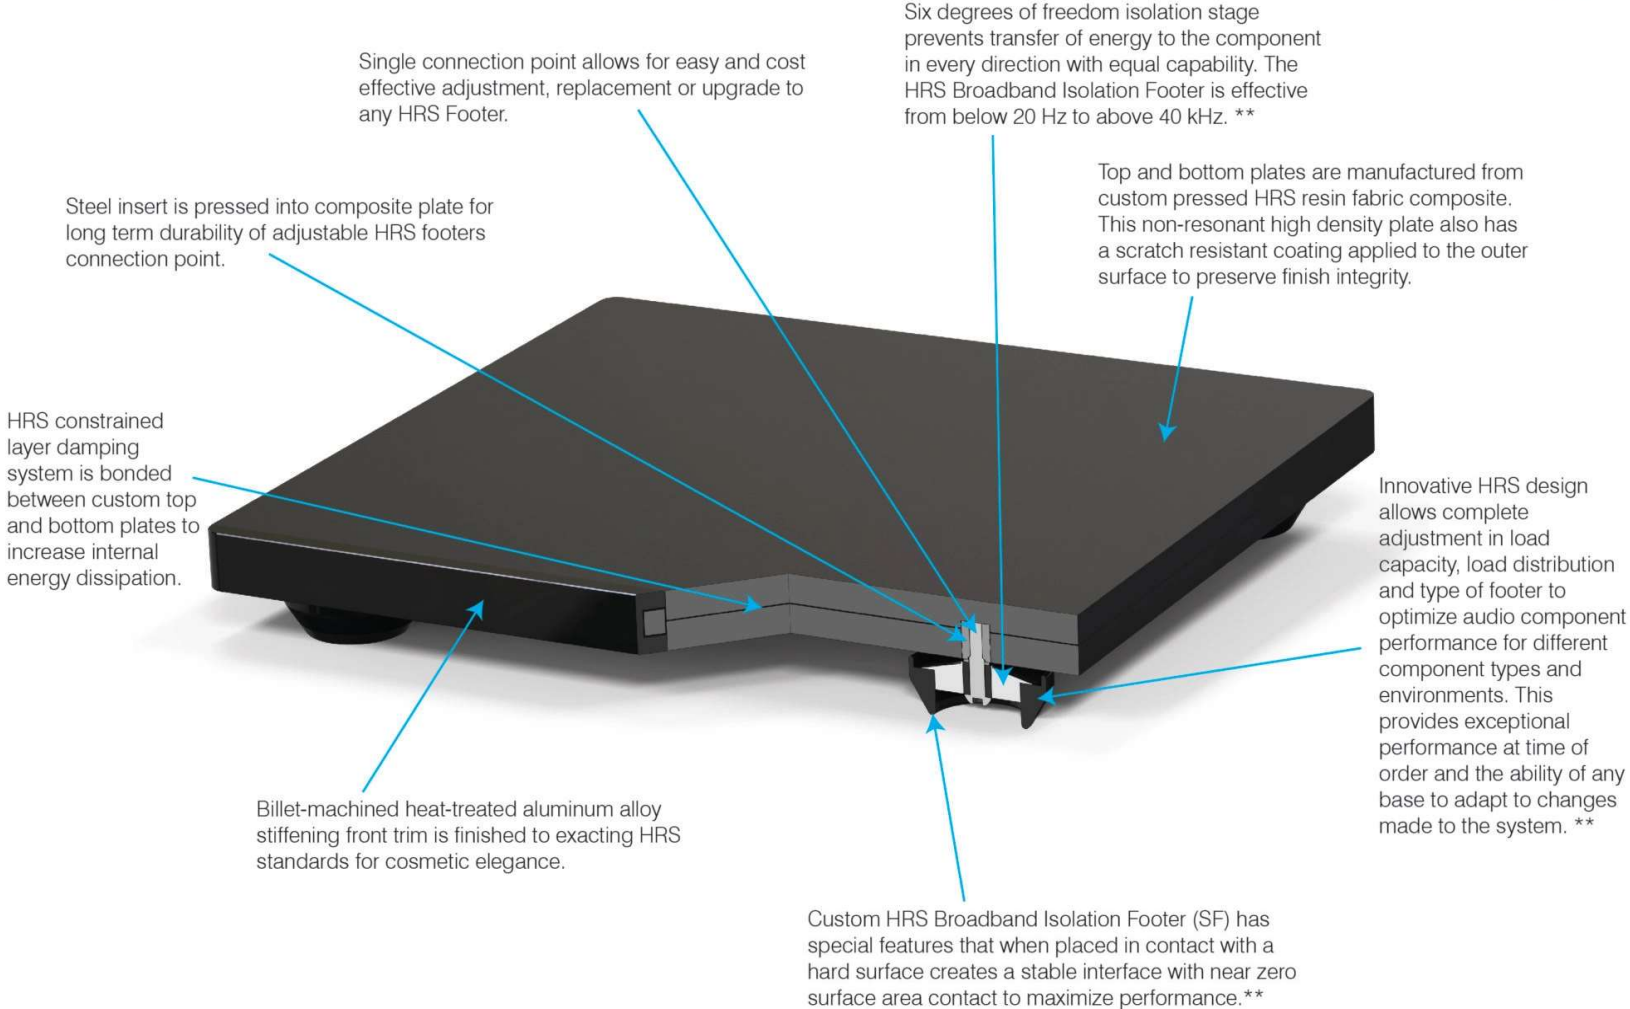 Six degrees of freedom isolation stage
prevents transfer of energy to the component
in every direction with equal capability. The
HRS Broadband Isolation Footer is effective
from below 20 Hz to above 40 kHz. **
Single connection point allows for easy and cost
effective adjustment, replacement or upgrade to
any HRS Footer.
Top and bottom plates are manufactured from
custom pressed HRS resin fabric composite.
This non-resonant high density plate also has
a scratch resistant coating applied to the outer
surface to preserve finish integrity.
Steel insert is pressed into composite plate for
long term durability of adjustable HRS footers
connection point.
HRS constrained
layer damping
system is bonded
between custom top
and bottom plates to
increase internal
energy dissipation.
Innovative HRS design
allows complete
adjustment in load
capacity, load distribution
and type of footer to
optimize audio component
performance for different
component types and
environments. This
provides exceptional
performance at time of
order and the ability of any
base to adapt to changes
made to the system. **
Billet-machined heat-treated aluminum alloy
stiffening front trim is finished to exacting HRS
standards for cosmetic elegance.
Custom HRS Broadband Isolation Footer (SF) has
special features that when placed in contact with a
hard surface creates a stable interface with near zero
surface area contact to maximize performance.**